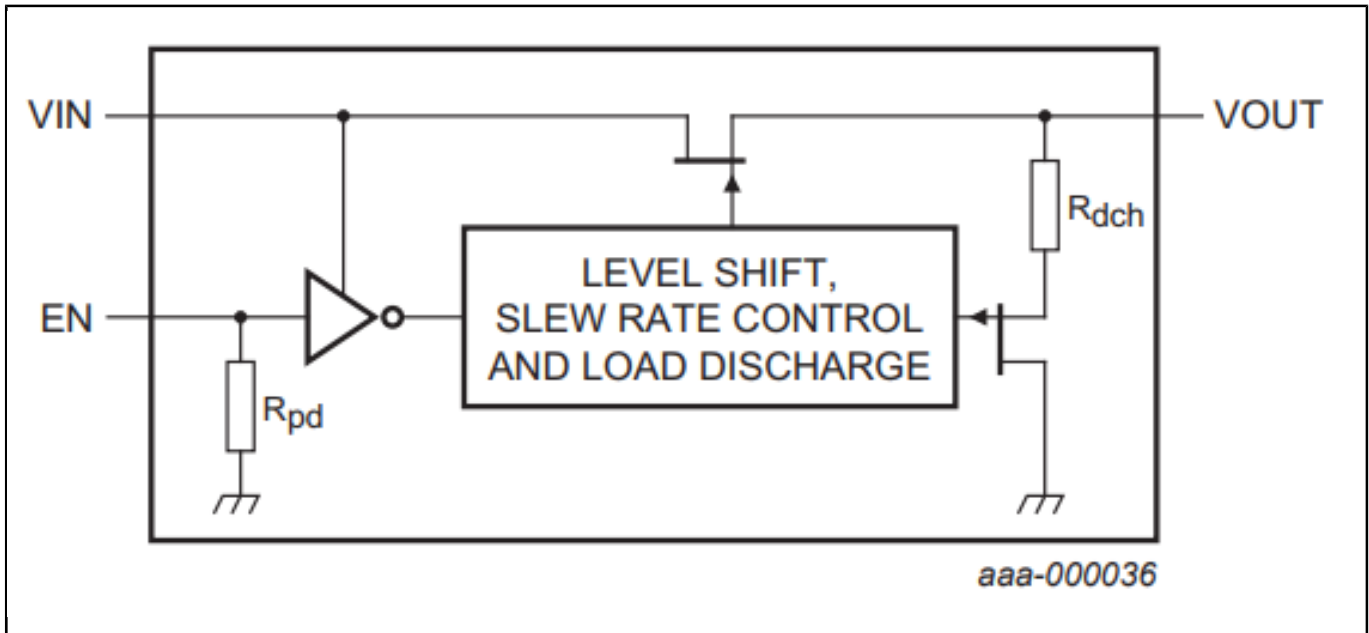 VIN
VOUT
Rdch
LEVEL SHIFT,
EN
SLEW RATE CONTROL
AND LOAD DISCHARGE
Rpd
aaa-000036